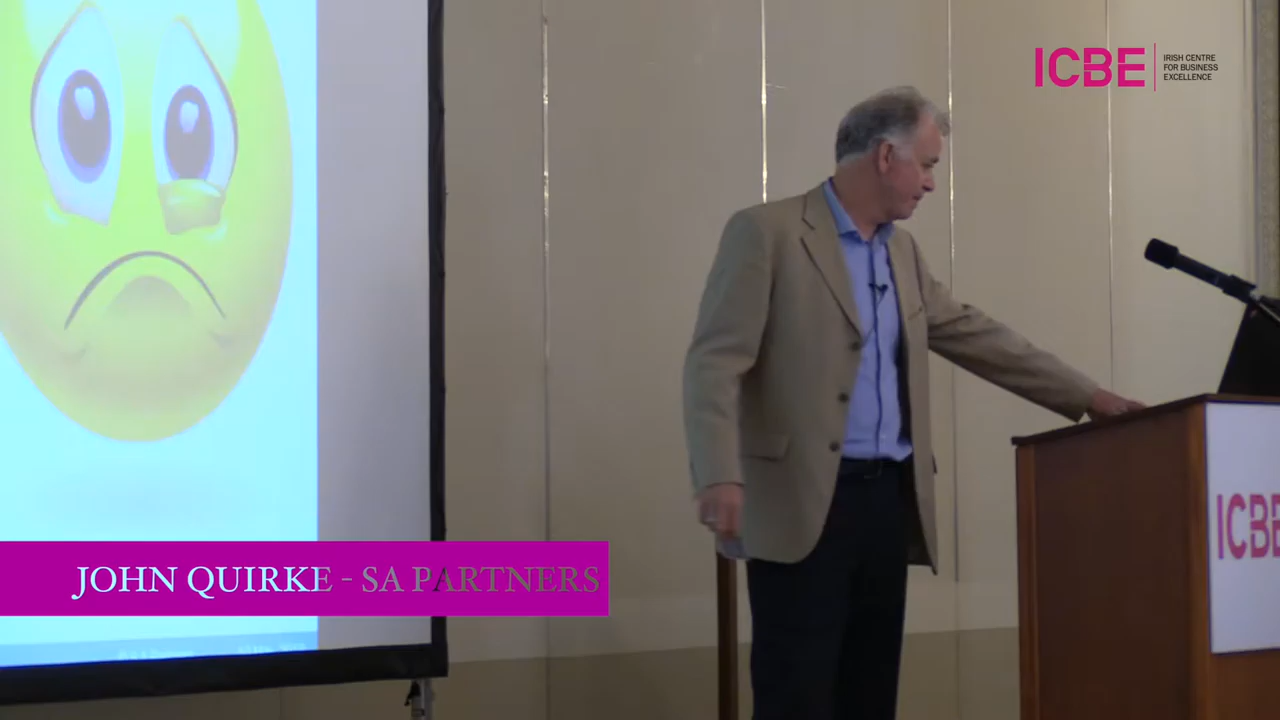 ICBE
IRISH CENTRE
FOR BUSINESS
EXCELLENCE
JOHN QUIRKE - SA PARTNERS
ICBE